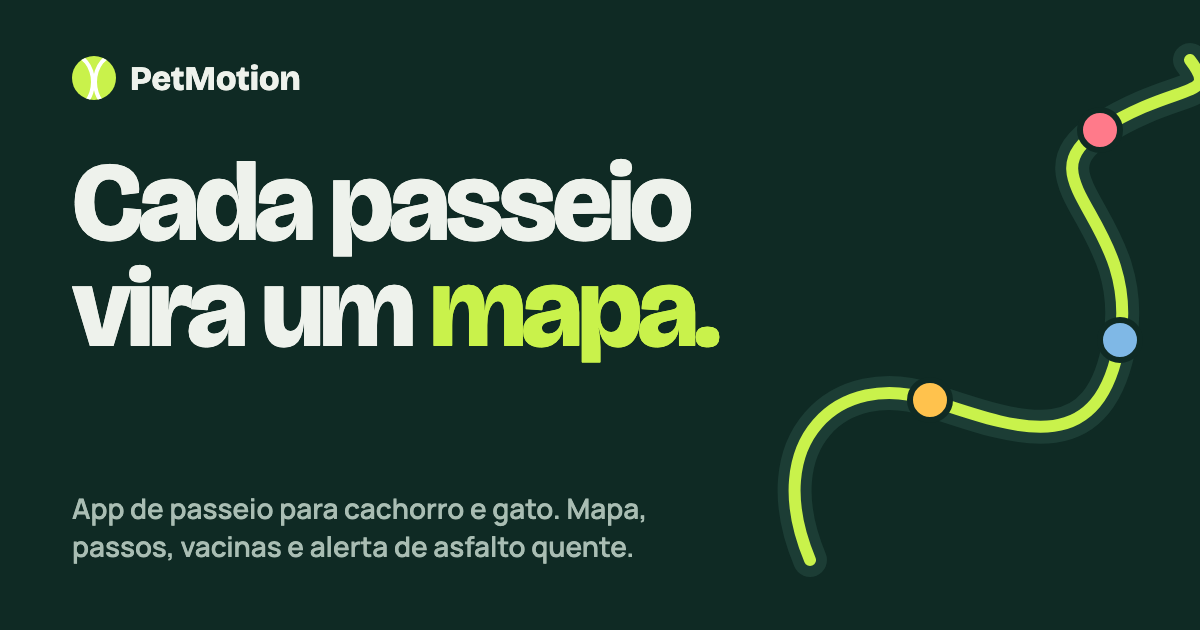 PetMotion
Cada passeio
vira um mapa.
App de passeio para cachorro e gato. Mapa,
passos, vacinas e alerta de asfalto quente.